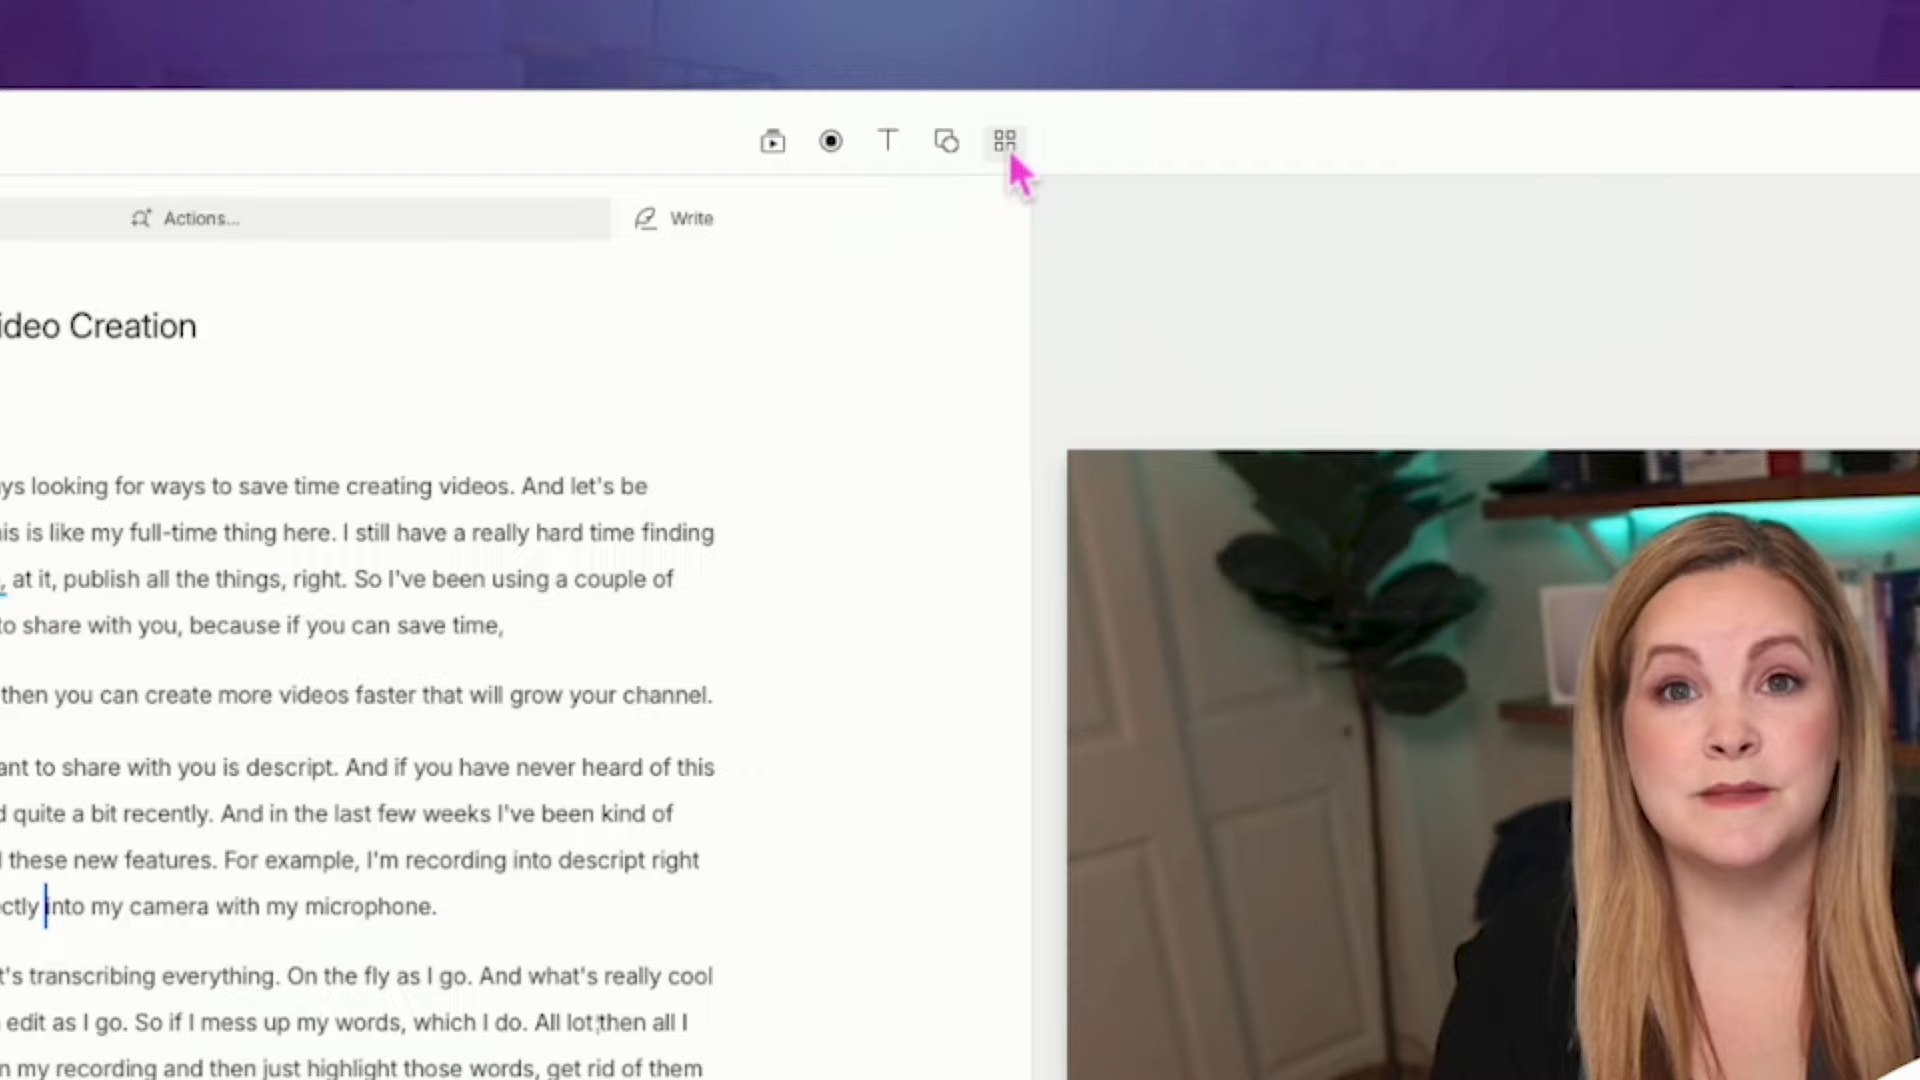 Actions...
Write
ideo Creation
ys looking for ways to save time creating videos. And let's be
is is like my full-time thing here. I still have a really hard time finding
, at it, publish all the things, right. So I've been using a couple of
to share with you, because if you can save time,
then you can create more videos faster that will grow your channel.
ant to share with you is descript. And if you have never heard of this
d quite a bit recently. And in the last few weeks I've been kind of
these new features. For example, I'm recording into descript right
ctly into my camera with my microphone.
t's transcribing everything. On the fly as I go. And what's really cool
edit as I go. So if I mess up my words, which I do. All lot then all I
n my recording and then just highlight those words, get rid of them